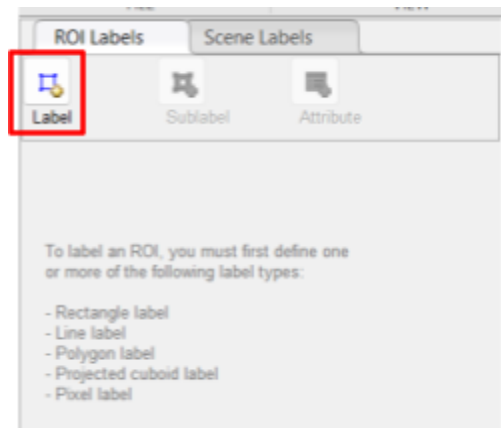 ROI Labels
Scene Labels
Label
Sublabel
Attribute
To label an ROI, you must first define one
or more of the following label types:
- Rectangle label
- Line label
- Polygon label
- Projected cuboid label
- Pixel label